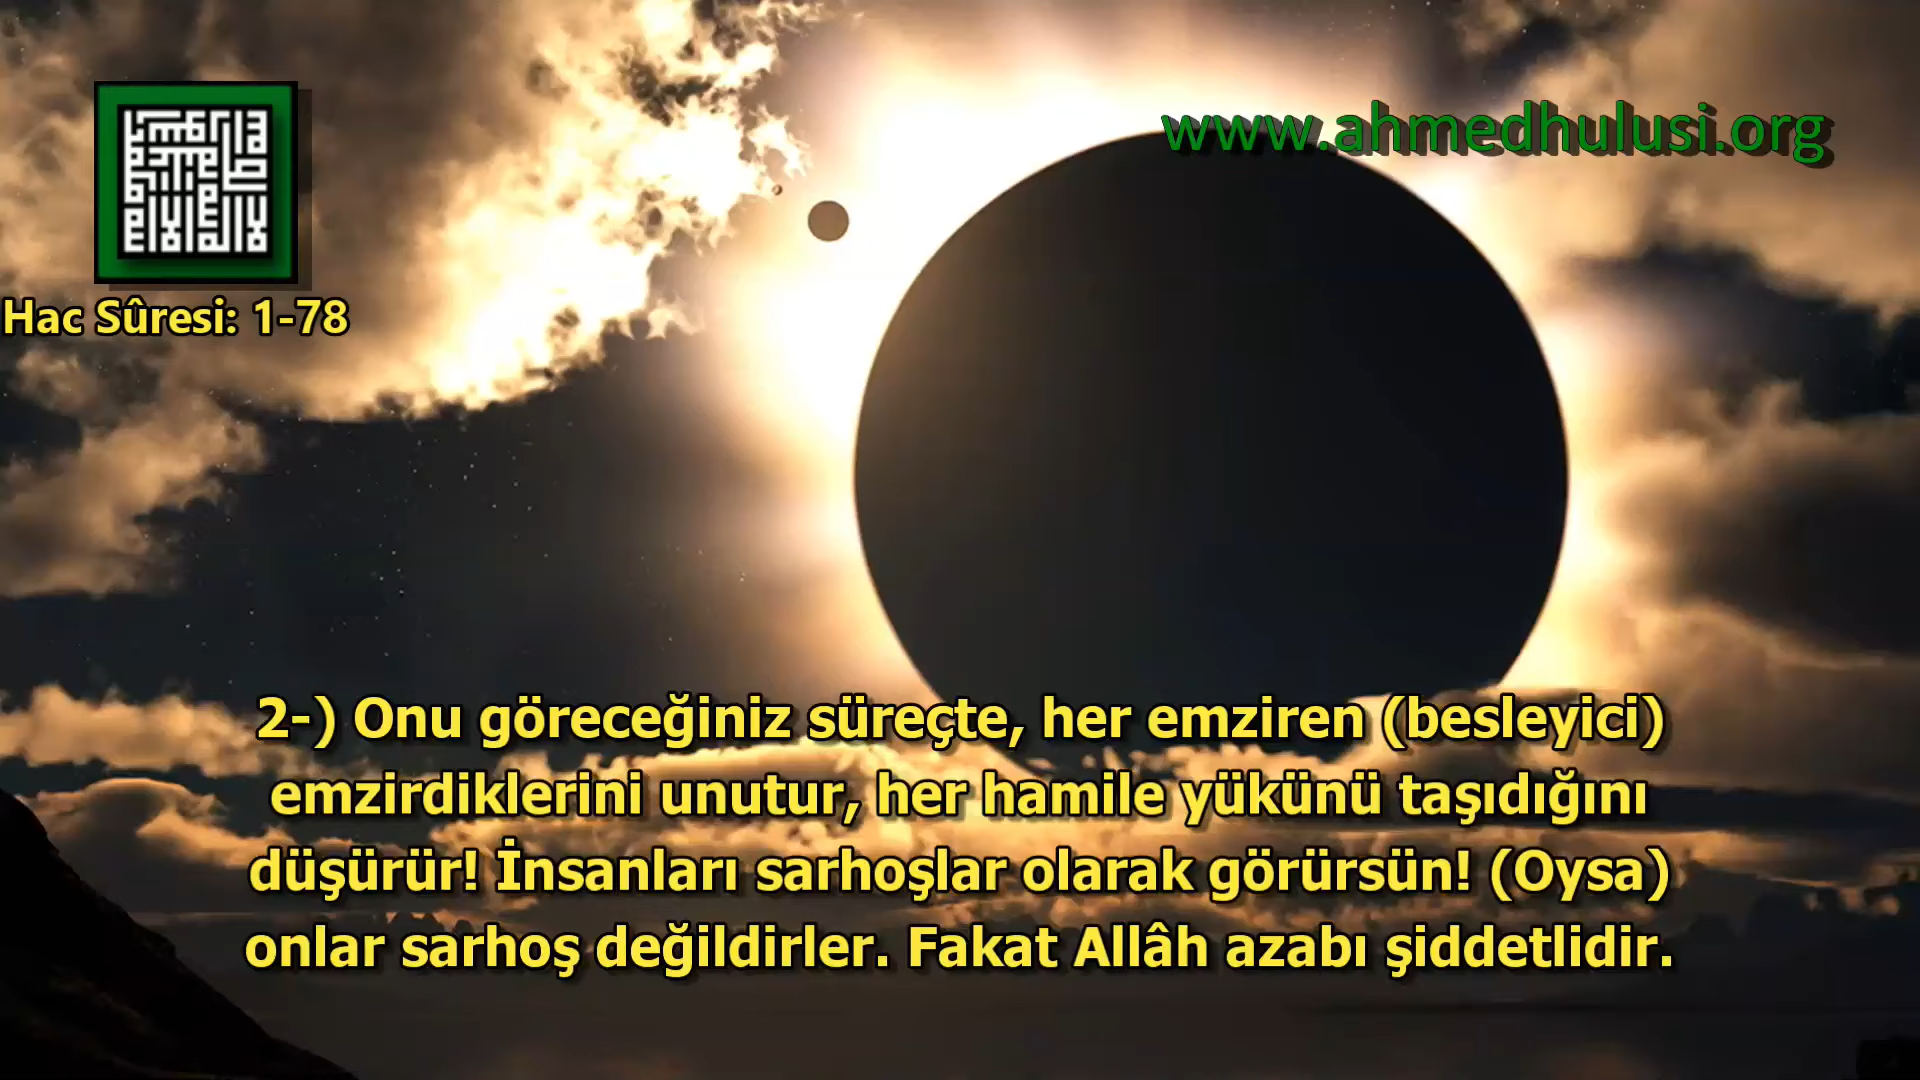 www.ahmedhulusi.org
Hac Sûresi: 1-78
2-) Onu göreceğiniz süreçte, her emziren (besleyici)
emzirdiklerini unutur, her hamile yükünü taşıdığını
düşürür! İnsanları sarhoşlar olarak görürsün! (Oysa)
onlar sarhoş değildirler. Fakat Allâh azabı şiddetlidir.